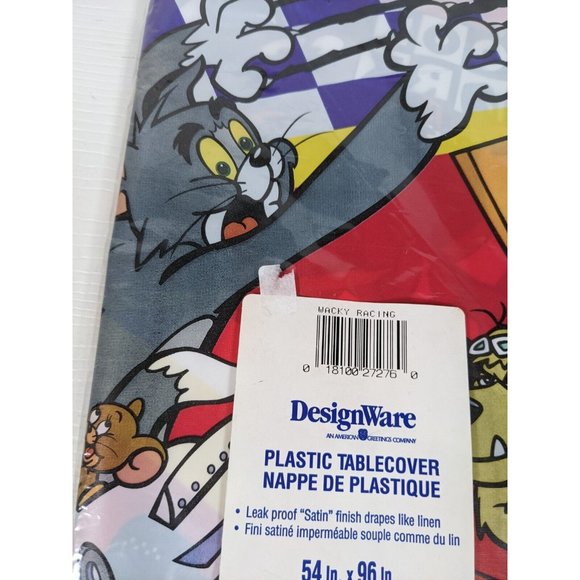 WACKY RACING
0 18100 27276 0
DesignWare
AN AMERICAN GREETINGS COMPANY
PLASTIC TABLECOVER
NAPPE DE PLASTIQUE
• Leak proof "Satin" finish drapes like linen
• Fini satiné imperméable souple comme du lin
54 In. x 96 In.